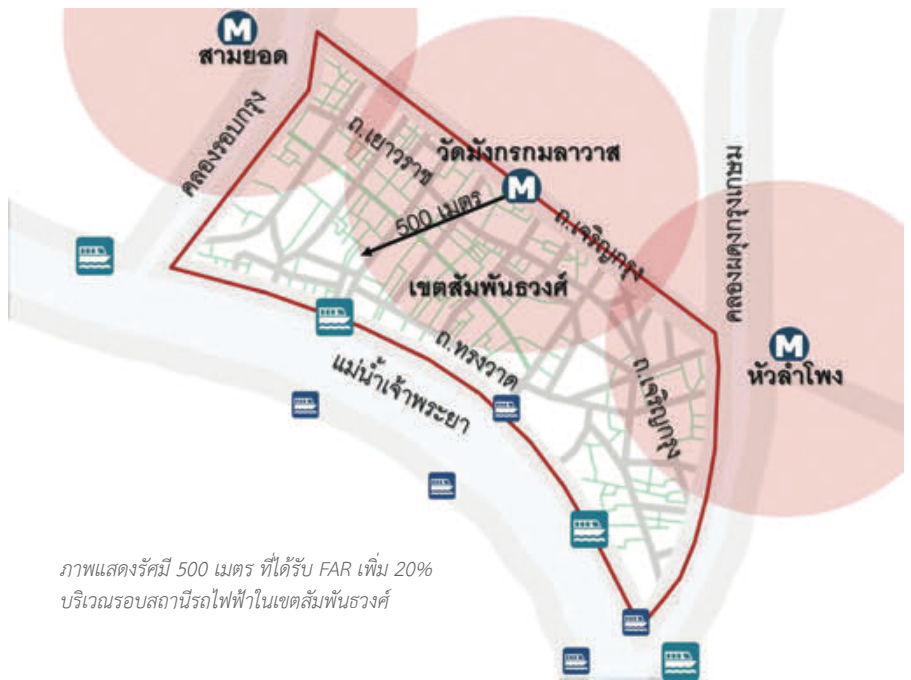 M
สามยอด
คลองรอบกรุง
ถ.เยาวราช
วัดมังกรกมลาวาส
M
500 เมตร
ถ.เจริญกรุง
คลองผดุงกรุงเกษม
เขตสัมพันธวงศ์
M
หัวลำโพง
ถ.ทรงวาด
แม่น้ำเจ้าพระยา
ถ.เจริญกรุง
ภาพแสดงรัศมี 500 เมตร ที่ได้รับ FAR เพิ่ม 20%
บริเวณรอบสถานีรถไฟฟ้าในเขตสัมพันธวงศ์